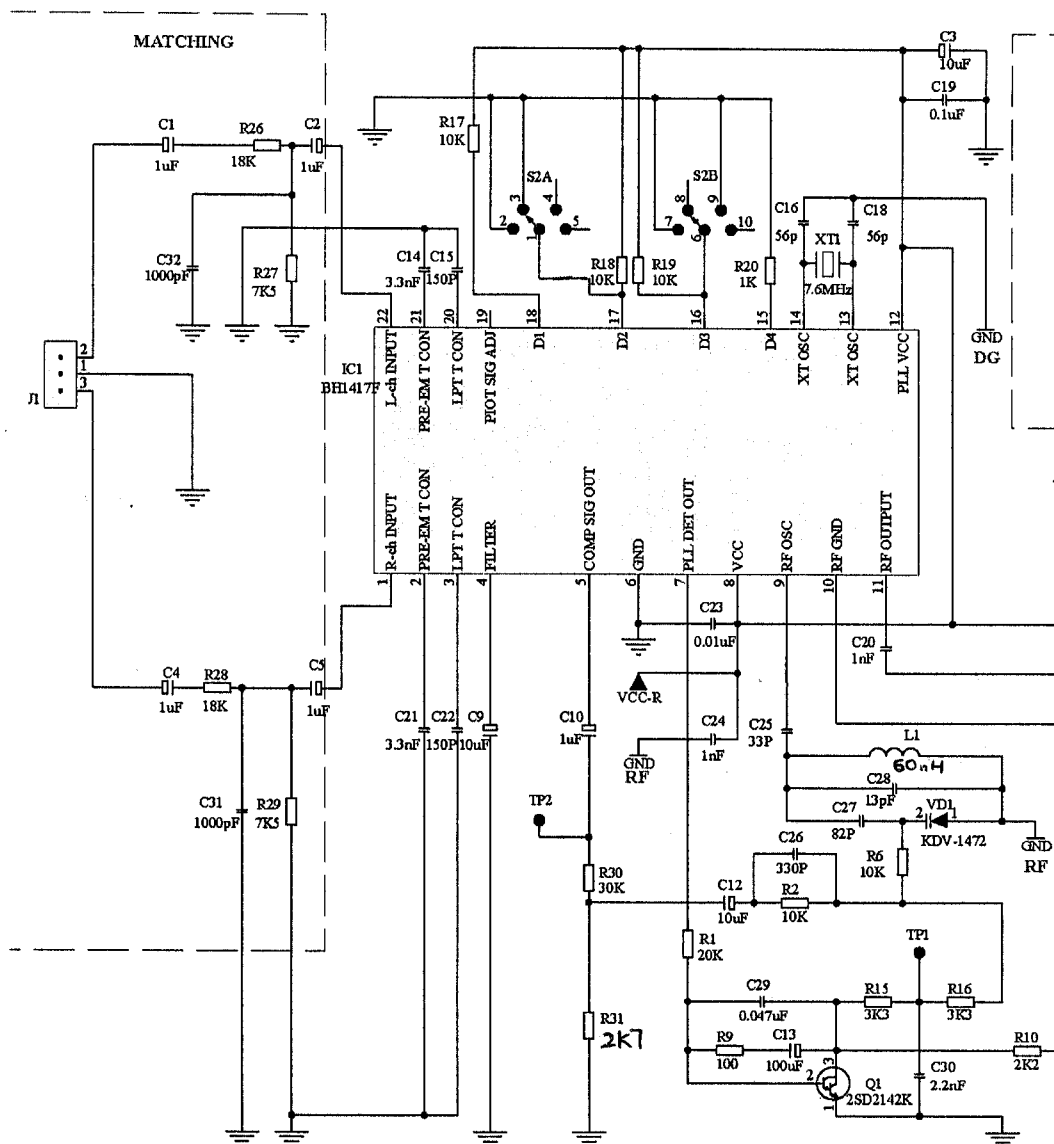 MATCHING
C3
10uF
C19
0.1uF
C1
1uF
R26
18K
C2
1uF
R17
10K
S2A
3
4
2
5
1
S2B
8
9
7
10
6
C16
56p
C18
56p
XT1
7.6MHz
C32
1000pF
R27
7K5
C14
3.3nF
C15
150P
R18
10K
R19
10K
R20
1K
22
21
20
19
18
17
16
15
14
13
12
L-ch INPUT
PRE-EM T CON
LPT T CON
PIOT SIG ADJ
D1
D2
D3
D4
XT OSC
XT OSC
PLL VCC
GND
DG
IC1
BH1417F
2
1
3
J1
R-ch INPUT
PRE-EM T CON
LPT T CON
FILTER
COMP SIG OUT
GND
PLL DET OUT
VCC
RF OSC
RF GND
RF OUTPUT
1
2
3
4
5
6
7
8
9
10
11
C23
0.01uF
C20
1nF
C4
1uF
R28
18K
C5
1uF
VCC-R
C21
3.3nF
C22
150P
C9
10uF
C10
1uF
C24
1nF
GND
RF
C25
33P
L1
60nH
C28
13pF
C31
1000pF
R29
7K5
TP2
C27
82P
2
VD1
1
KDV-1472
GND
RF
C26
330P
R6
10K
R30
30K
C12
10uF
R2
10K
R1
20K
TP1
C29
0.047uF
R15
3K3
R16
3K3
R31
2K7
R9
100
C13
100uF
R10
2K2
2
3
1
Q1
2SD2142K
C30
2.2nF